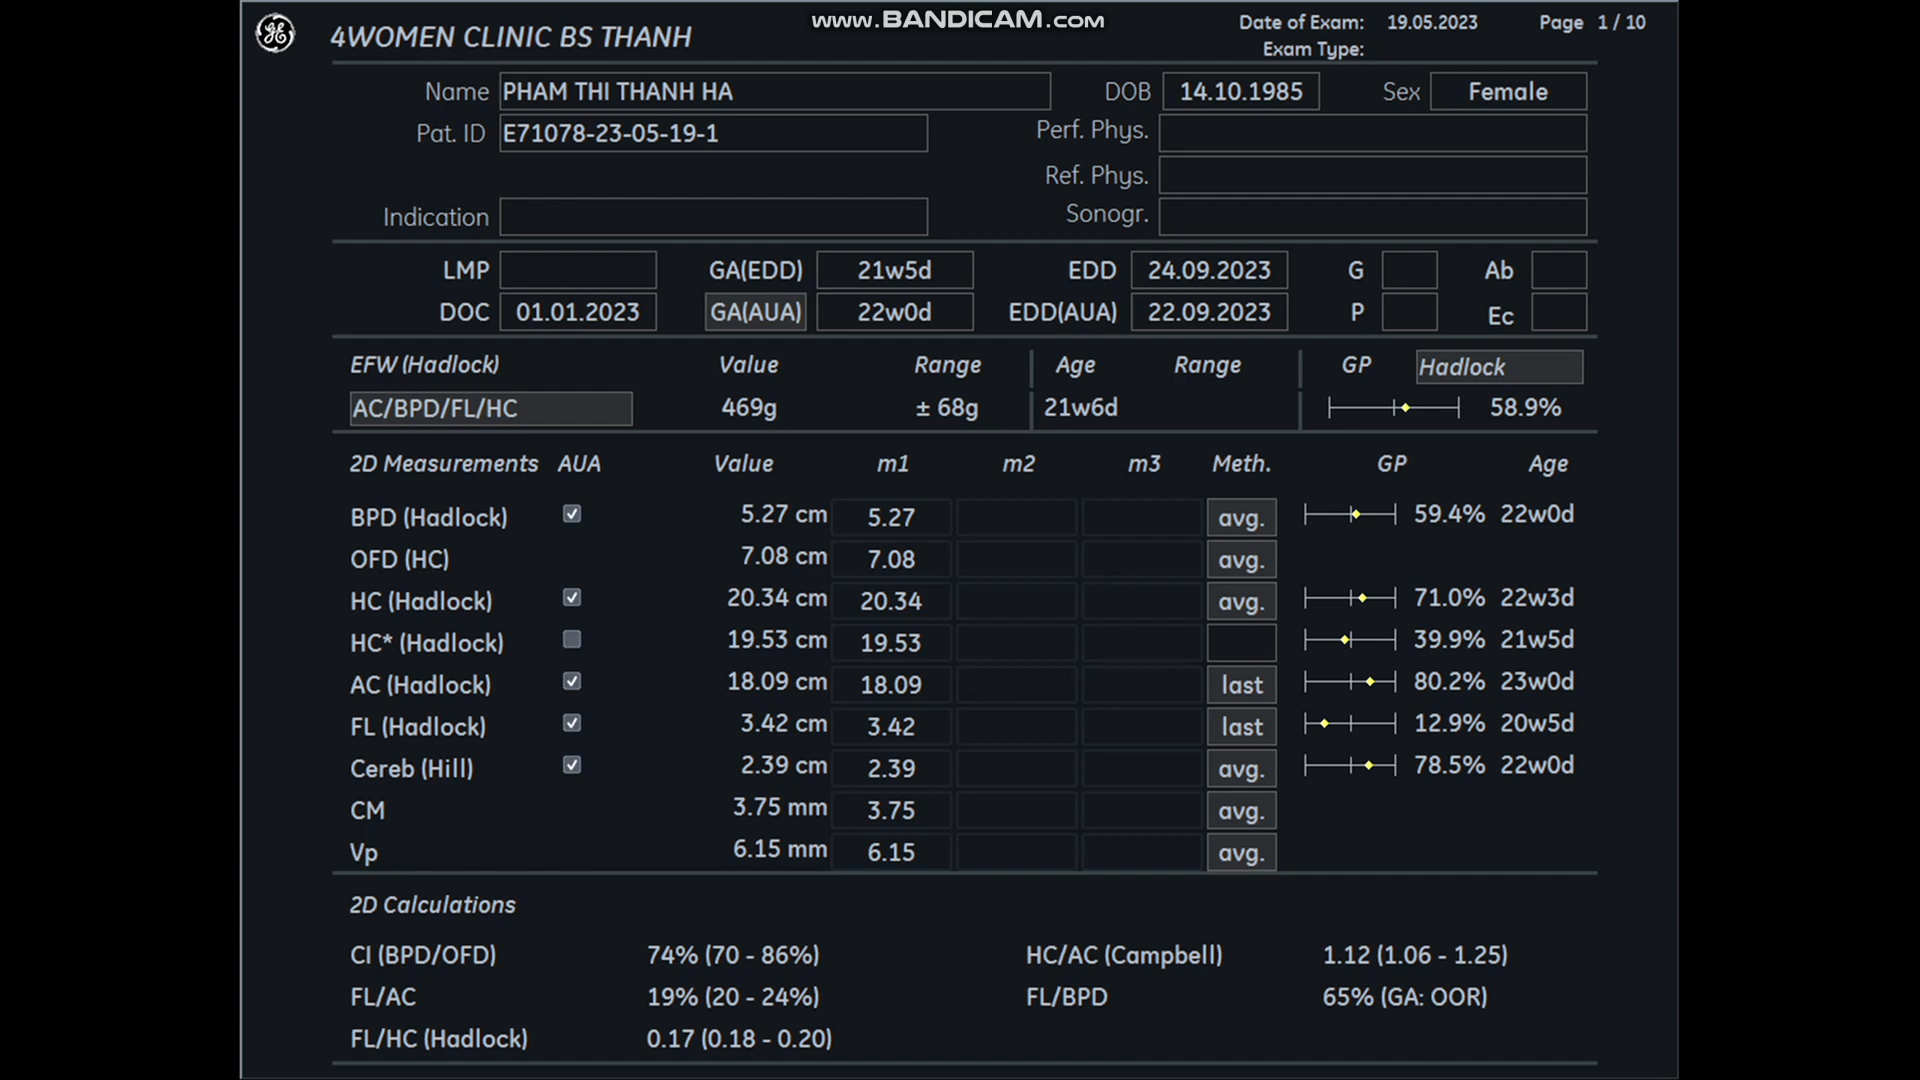 www.BANDICAM.com
4WOMEN CLINIC BS THANH
Date of Exam: 19.05.2023 Page 1 / 10
Exam Type:
Name PHAM THI THANH HA DOB 14.10.1985 Sex Female
Pat. ID E71078-23-05-19-1 Perf. Phys.
Ref. Phys.
Indication Sonogr.
LMP GA(EDD) 21w5d EDD 24.09.2023 G Ab
DOC 01.01.2023 GA(AUA) 22w0d EDD(AUA) 22.09.2023 P Ec
EFW (Hadlock) Value Range Age Range GP Hadlock
AC/BPD/FL/HC 469g ± 68g 21w6d 58.9%
2D Measurements AUA Value m1 m2 m3 Meth. GP Age
BPD (Hadlock) 5.27 cm 5.27 avg. 59.4% 22w0d
OFD (HC) 7.08 cm 7.08 avg.
HC (Hadlock) 20.34 cm 20.34 avg. 71.0% 22w3d
HC* (Hadlock) 19.53 cm 19.53 39.9% 21w5d
AC (Hadlock) 18.09 cm 18.09 last 80.2% 23w0d
FL (Hadlock) 3.42 cm 3.42 last 12.9% 20w5d
Cereb (Hill) 2.39 cm 2.39 avg. 78.5% 22w0d
CM 3.75 mm 3.75 avg.
Vp 6.15 mm 6.15 avg.
2D Calculations
CI (BPD/OFD) 74% (70 - 86%) HC/AC (Campbell) 1.12 (1.06 - 1.25)
FL/AC 19% (20 - 24%) FL/BPD 65% (GA: OOR)
FL/HC (Hadlock) 0.17 (0.18 - 0.20)